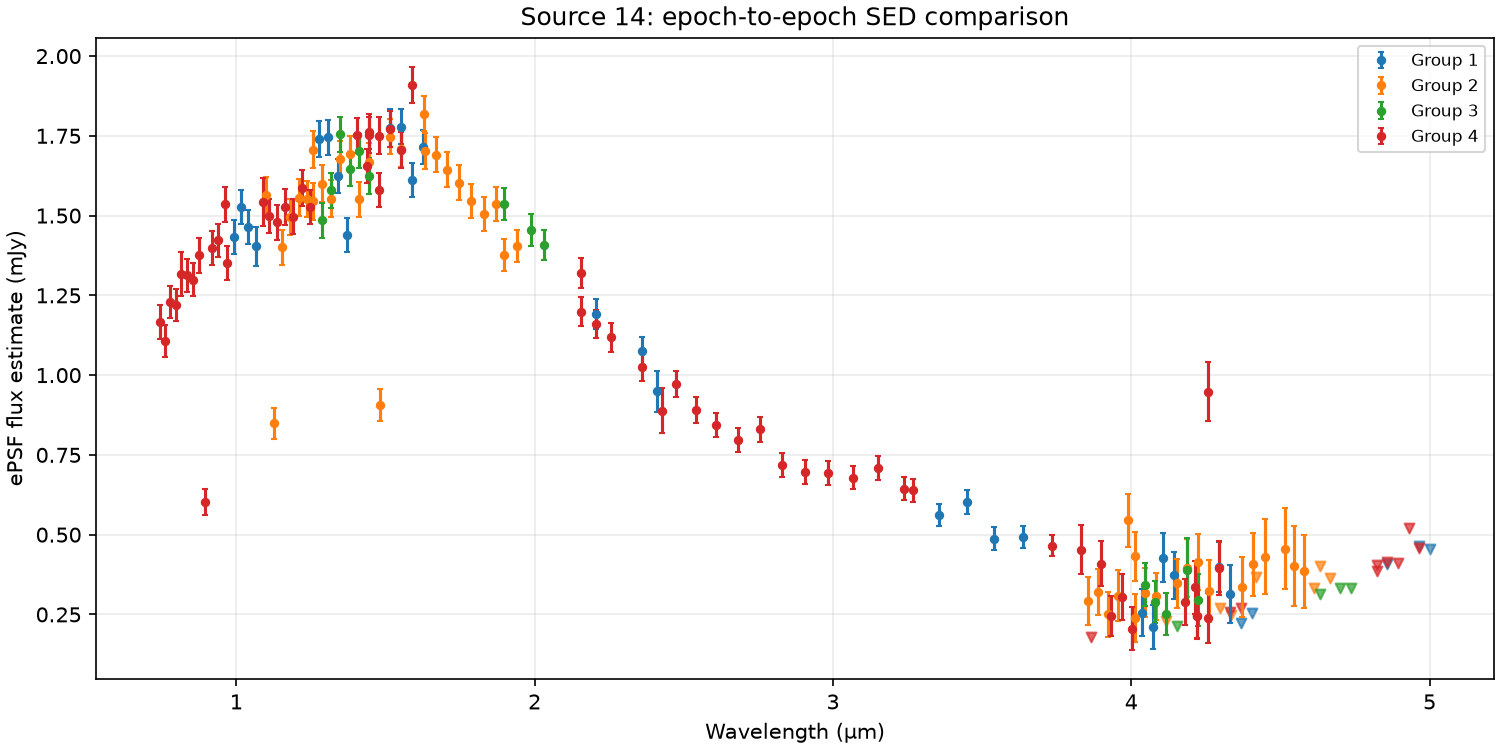 Source 14: epoch-to-epoch SED comparison
ePSF flux estimate (mJy)
2.00
1.75
1.50
1.25
1.00
0.75
0.50
0.25
Group 1
Group 2
Group 3
Group 4
1 2 3 4 5
Wavelength (µm)